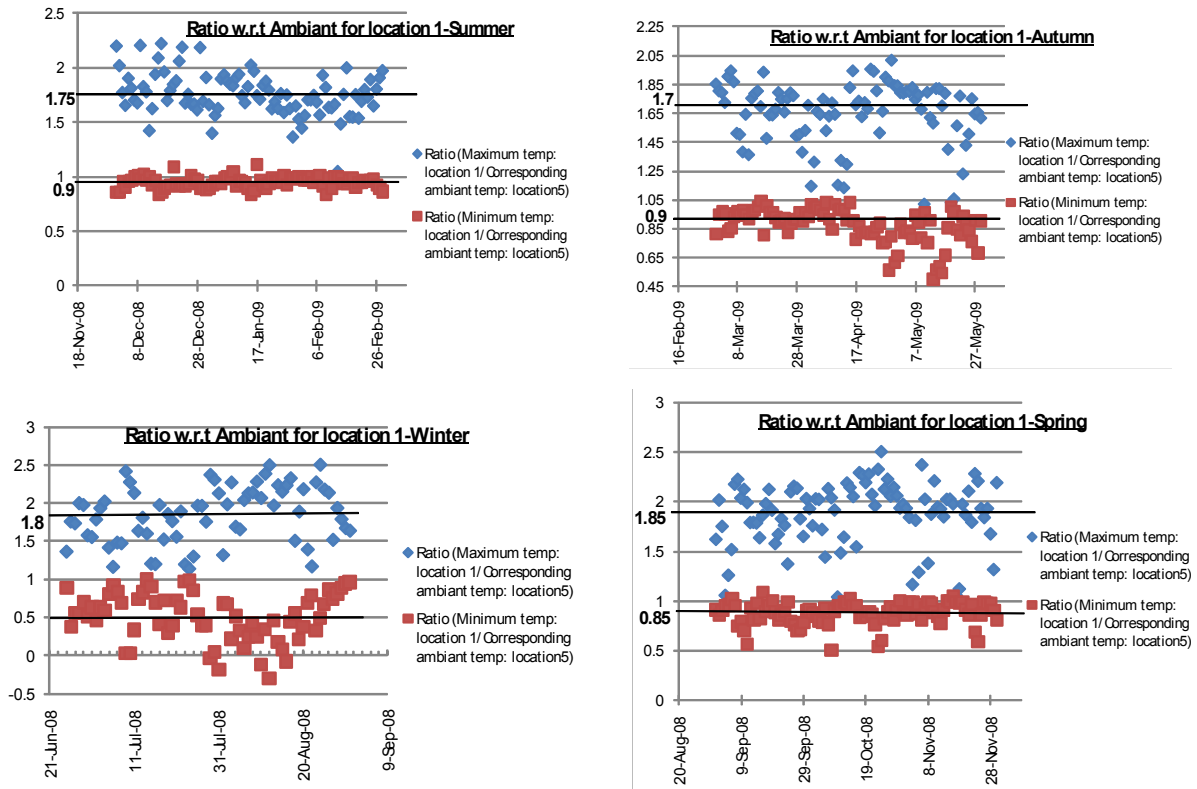 Ratio w.r.t Ambiant for location 1-Summer
2.5
2
1.75
1.5
1
0.9
0.5
0
18-Nov-08
8-Dec-08
28-Dec-08
17-Jan-09
6-Feb-09
26-Feb-09
Ratio (Maximum temp:
location 1/ Corresponding
ambiant temp: location5)
Ratio (Minimum temp:
location 1/ Corresponding
ambiant temp: location5)
Ratio w.r.t Ambiant for location 1-Autumn
2.25
2.05
1.85
1.7
1.65
1.45
1.25
1.05
0.9
0.85
0.65
0.45
16-Feb-09
8-Mar-09
28-Mar-09
17-Apr-09
7-May-09
27-May-09
Ratio (Maximum temp:
location 1/ Corresponding
ambiant temp: location5)
Ratio (Minimum temp:
location 1/ Corresponding
ambiant temp: location5)
Ratio w.r.t Ambiant for location 1-Winter
3
2.5
2
1.8
1.5
1
0.5
0
-0.5
21-Jun-08
11-Jul-08
31-Jul-08
20-Aug-08
9-Sep-08
Ratio (Maximum temp:
location 1/ Corresponding
ambiant temp: location5)
Ratio (Minimum temp:
location 1/ Corresponding
ambiant temp: location5)
Ratio w.r.t Ambiant for location 1-Spring
3
2.5
2
1.85
1.5
1
0.85
0.5
0
20-Aug-08
9-Sep-08
29-Sep-08
19-Oct-08
8-Nov-08
28-Nov-08
Ratio (Maximum temp:
location 1/ Corresponding
ambiant temp: location5)
Ratio (Minimum temp:
location 1/ Corresponding
ambiant temp: location5)